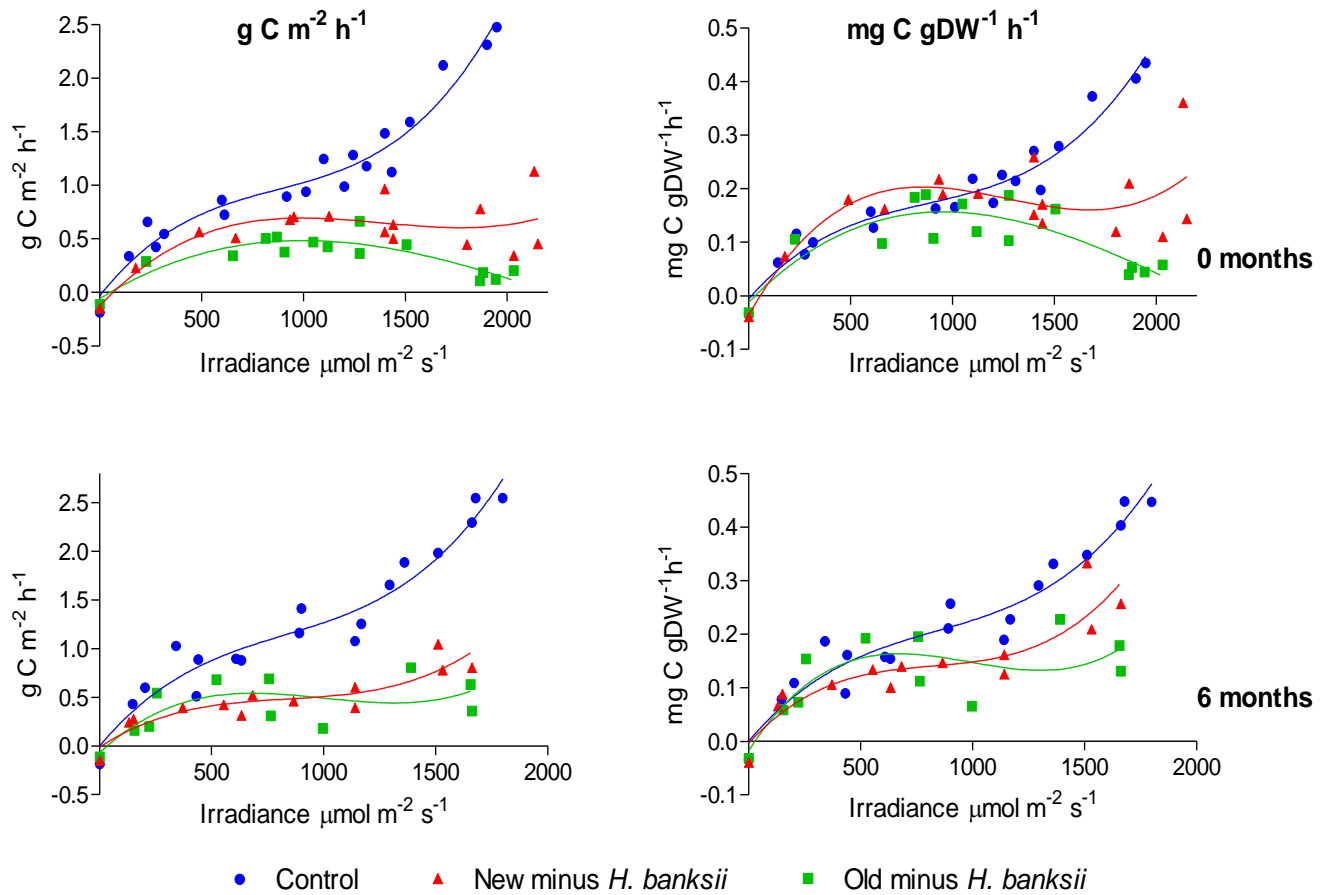 g C m⁻² h⁻¹
mg C gDW⁻¹ h⁻¹
g C m⁻² h⁻¹
2.5
2.0
1.5
1.0
0.5
0.0
-0.5
500 1000 1500 2000
Irradiance μmol m⁻² s⁻¹
mg C gDW⁻¹h⁻¹
0.5
0.4
0.3
0.2
0.1
0.0
-0.1
500 1000 1500 2000
Irradiance μmol m⁻² s⁻¹
0 months
g C m⁻² h⁻¹
2.5
2.0
1.5
1.0
0.5
0.0
-0.5
500 1000 1500 2000
Irradiance μmol m⁻² s⁻¹
mg C gDW⁻¹h⁻¹
0.5
0.4
0.3
0.2
0.1
0.0
-0.1
500 1000 1500 2000
Irradiance μmol m⁻² s⁻¹
6 months
Control New minus H. banksii Old minus H. banksii